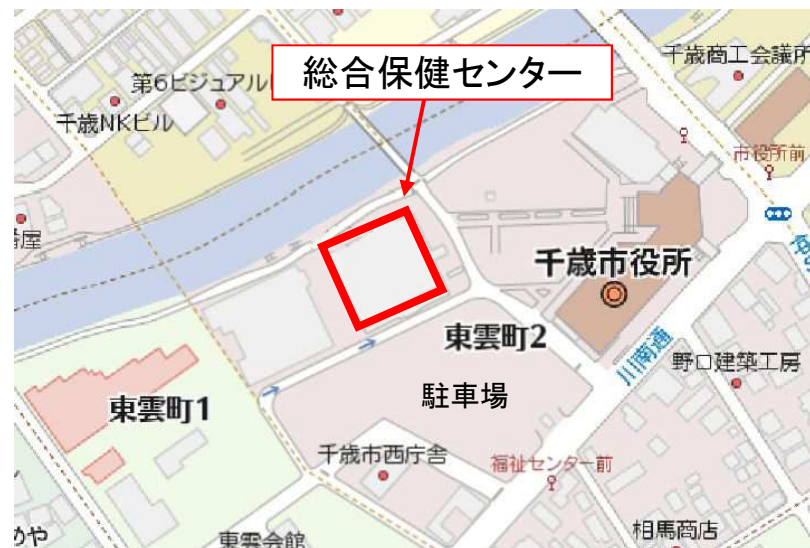 総合保健センター
千歳商工会議所
第6ビジュアル
千歳NKビル
市役所前
千歳市役所
東雲町2
川南通
野口建築工房
駐車場
東雲町1
千歳市西庁舎
福祉センター前
相馬商店
東雲会館
めや